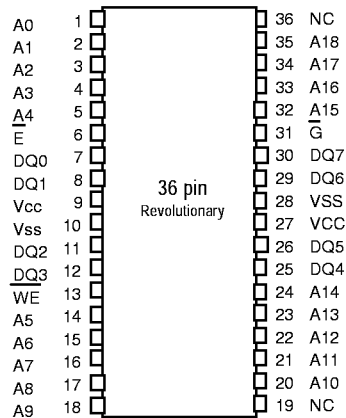 A0 1 36 NC
A1 2 35 A18
A2 3 34 A17
A3 4 33 A16
A4 5 32 A15
E 6 31 G
DQ0 7 30 DQ7
DQ1 8 29 DQ6
Vcc 9 28 VSS
Vss 10 27 VCC
DQ2 11 26 DQ5
DQ3 12 25 DQ4
WE 13 24 A14
A5 14 23 A13
A6 15 22 A12
A7 16 21 A11
A8 17 20 A10
A9 18 19 NC
36 pin
Revolutionary